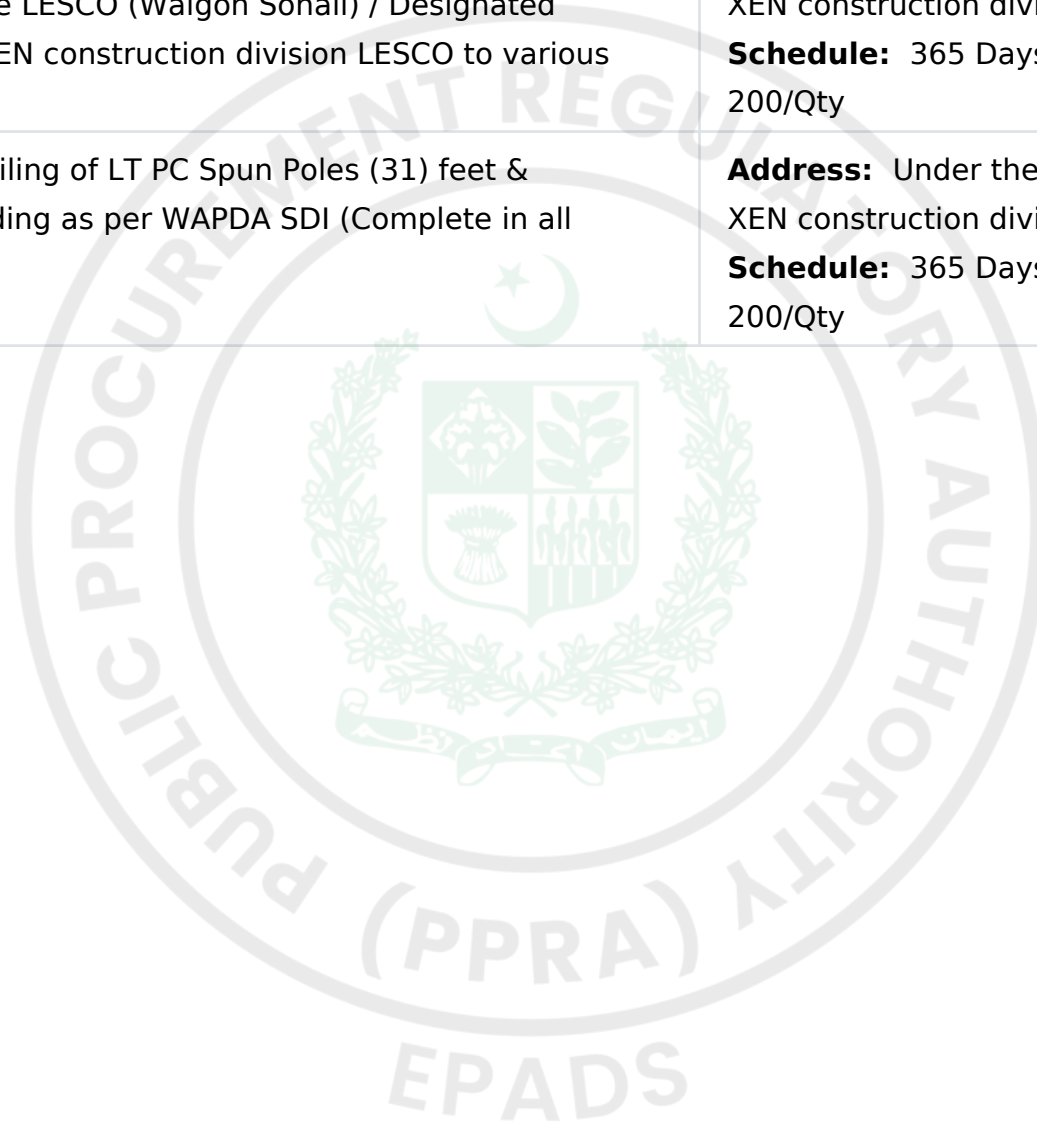 e LESCO (Walgon Sohail) / Designated
EN construction division LESCO to various
XEN construction divi
Schedule: 365 Days
200/Qty
iling of LT PC Spun Poles (31) feet &
ding as per WAPDA SDI (Complete in all
Address: Under the
XEN construction divi
Schedule: 365 Days
200/Qty
PUBLIC PROCUREMENT REGULATORY AUTHORITY
(PPRA)
EPADS